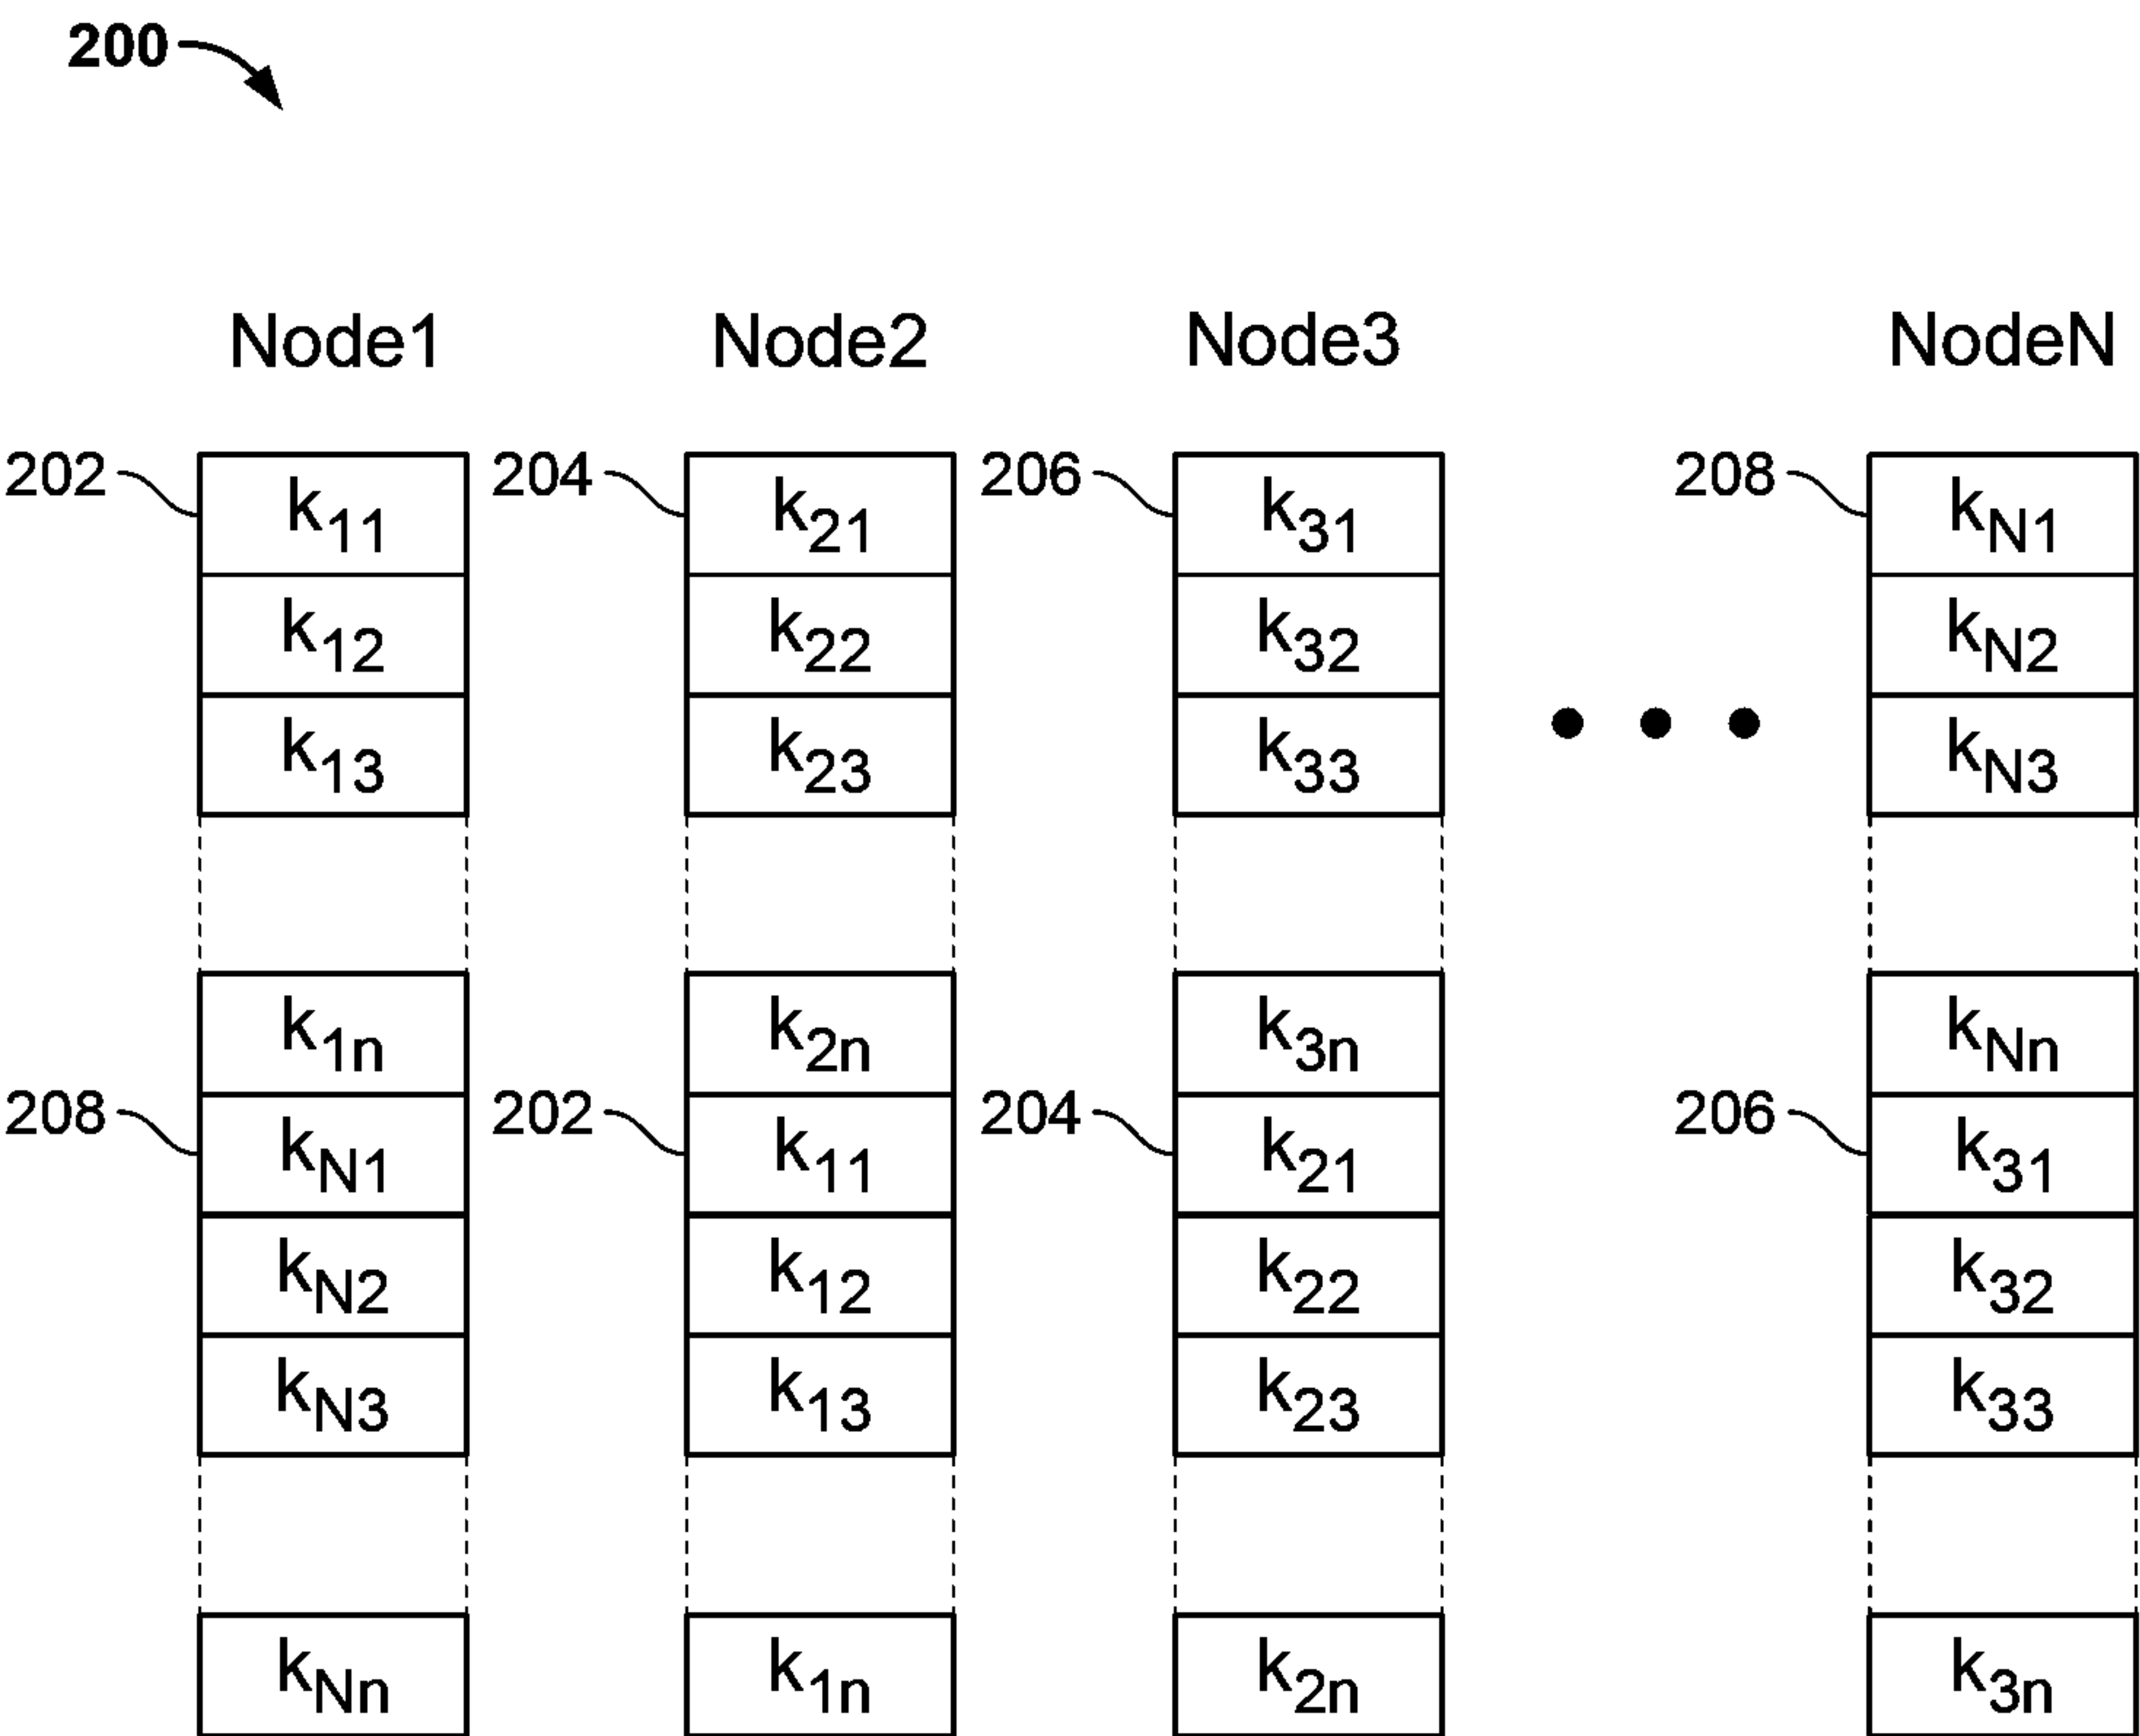 200
Node1 Node2 Node3 NodeN
202 k11 204 k21 206 k31 208 kN1
k12 k22 k32 kN2
k13 k23 k33 kN3
k1n k2n k3n kNn
208 kN1 202 k11 204 k21 206 k31
kN2 k12 k22 k32
kN3 k13 k23 k33
kNn k1n k2n k3n